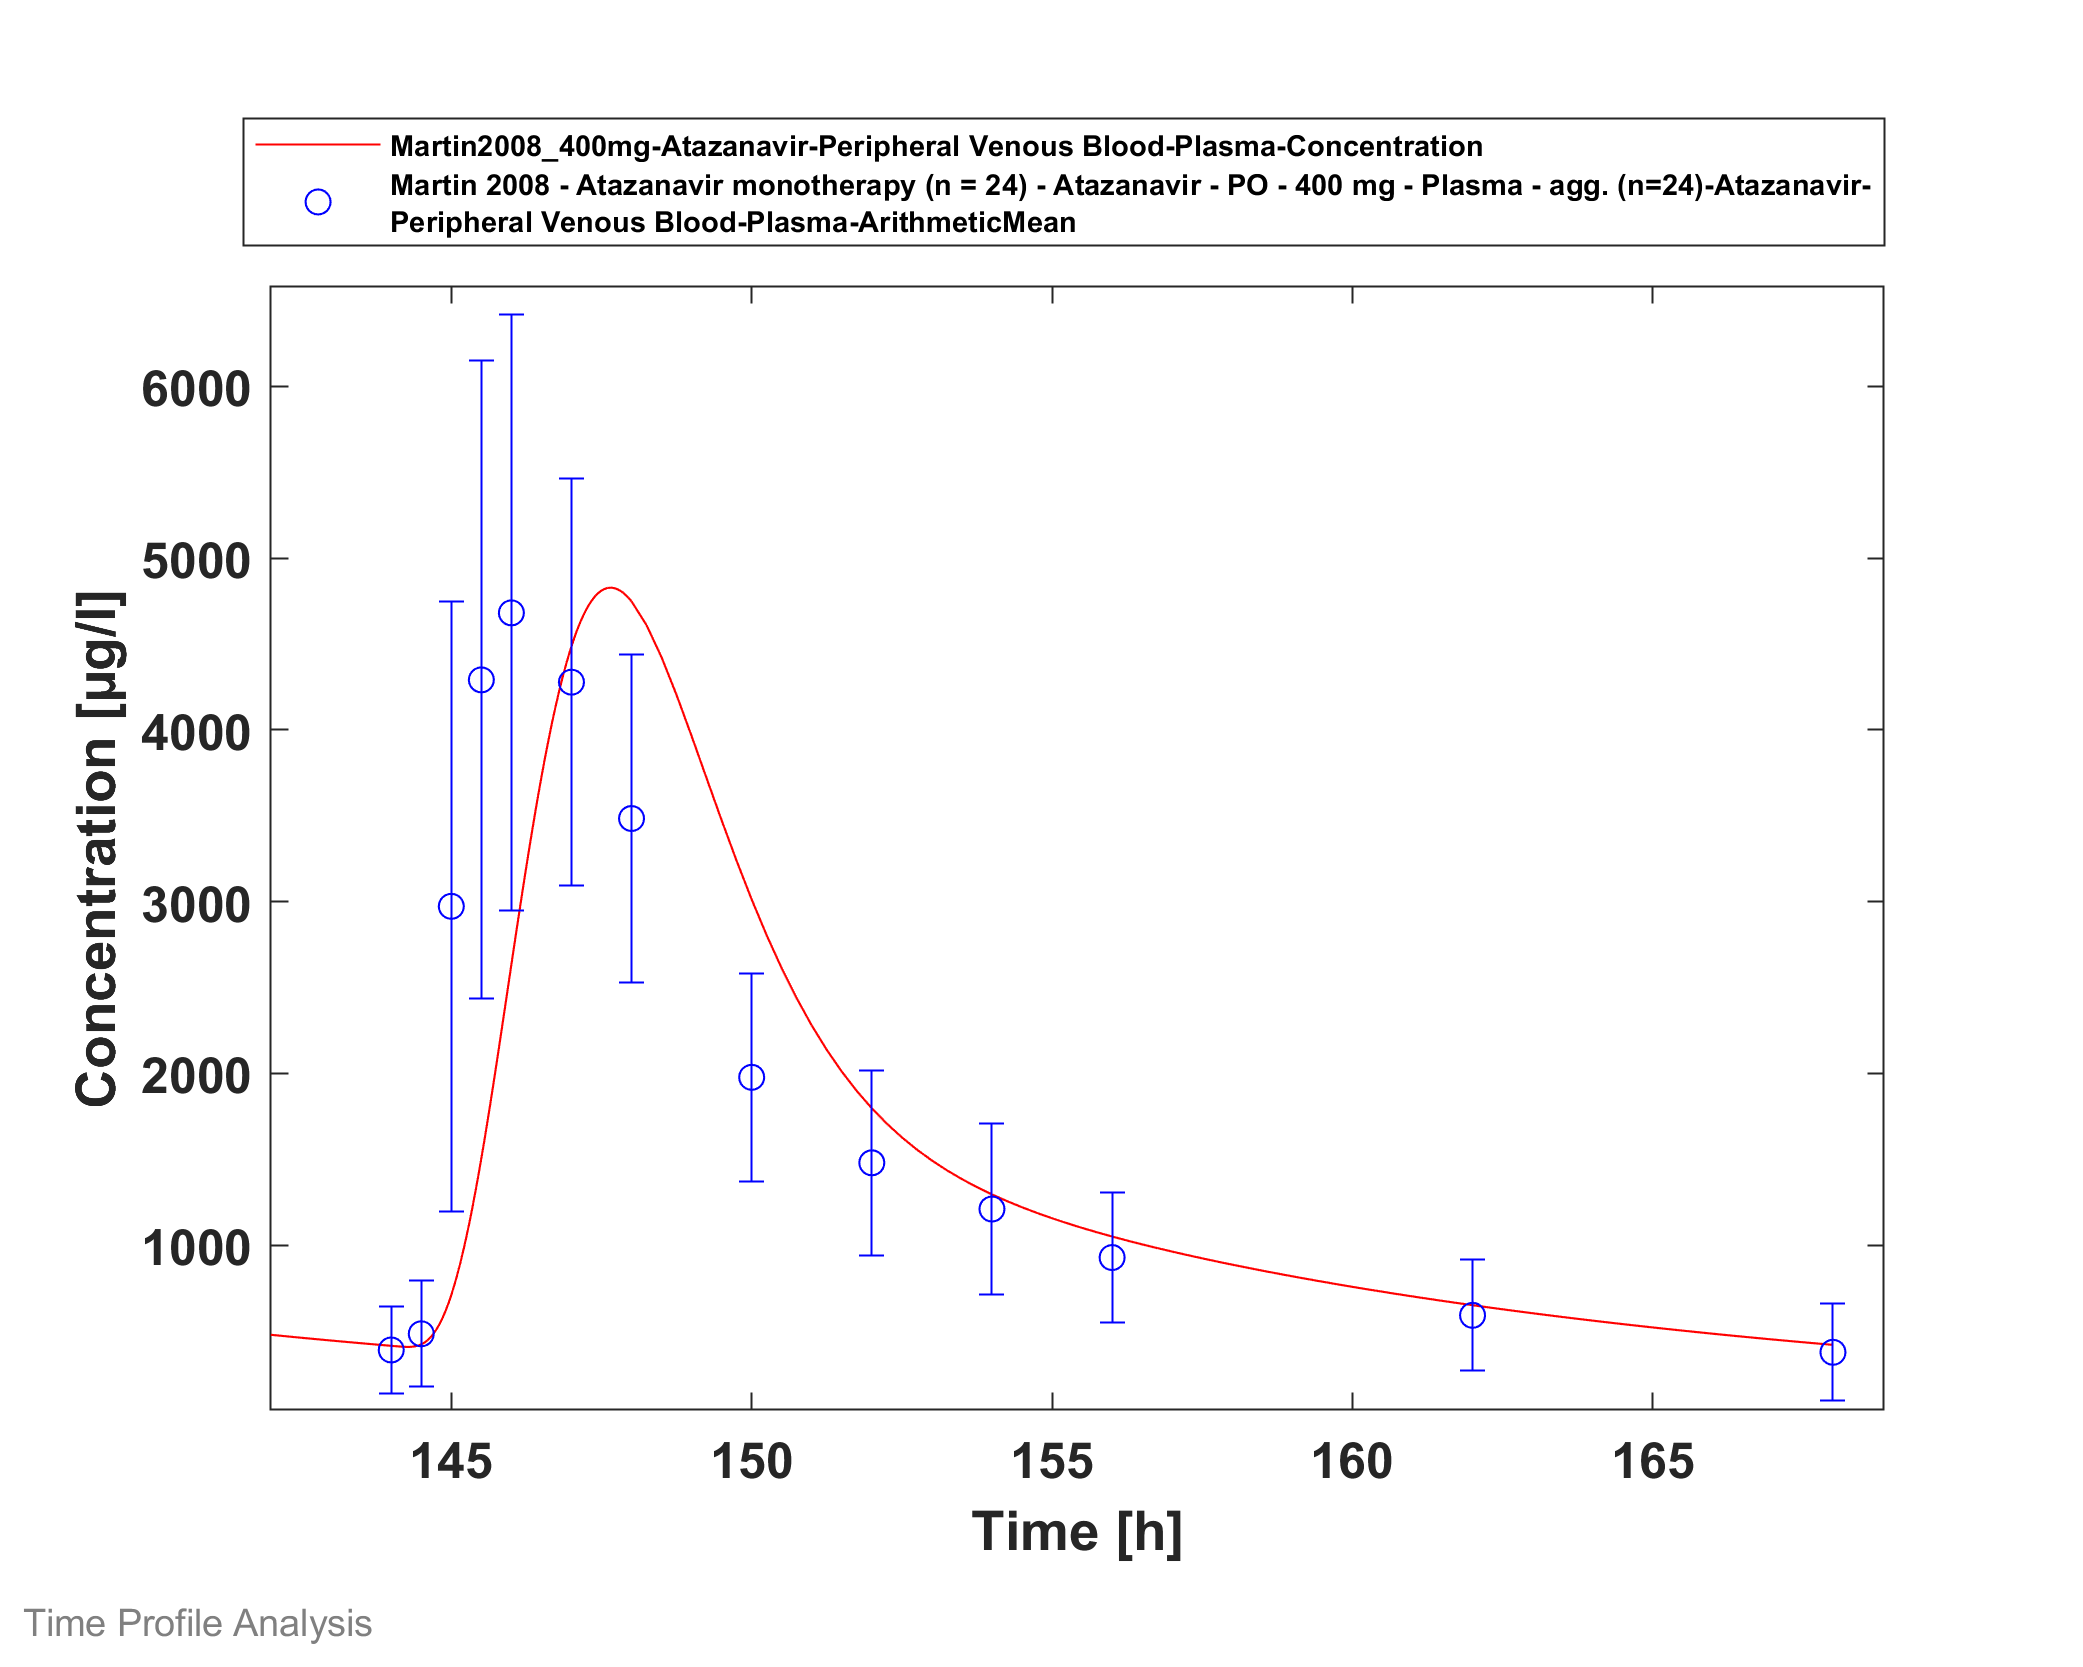 Martin2008_400mg-Atazanavir-Peripheral Venous Blood-Plasma-Concentration
Martin 2008 - Atazanavir monotherapy (n = 24) - Atazanavir - PO - 400 mg - Plasma - agg. (n=24)-Atazanavir-
Peripheral Venous Blood-Plasma-ArithmeticMean
Concentration [µg/l]
6000
5000
4000
3000
2000
1000
145 150 155 160 165
Time [h]
Time Profile Analysis